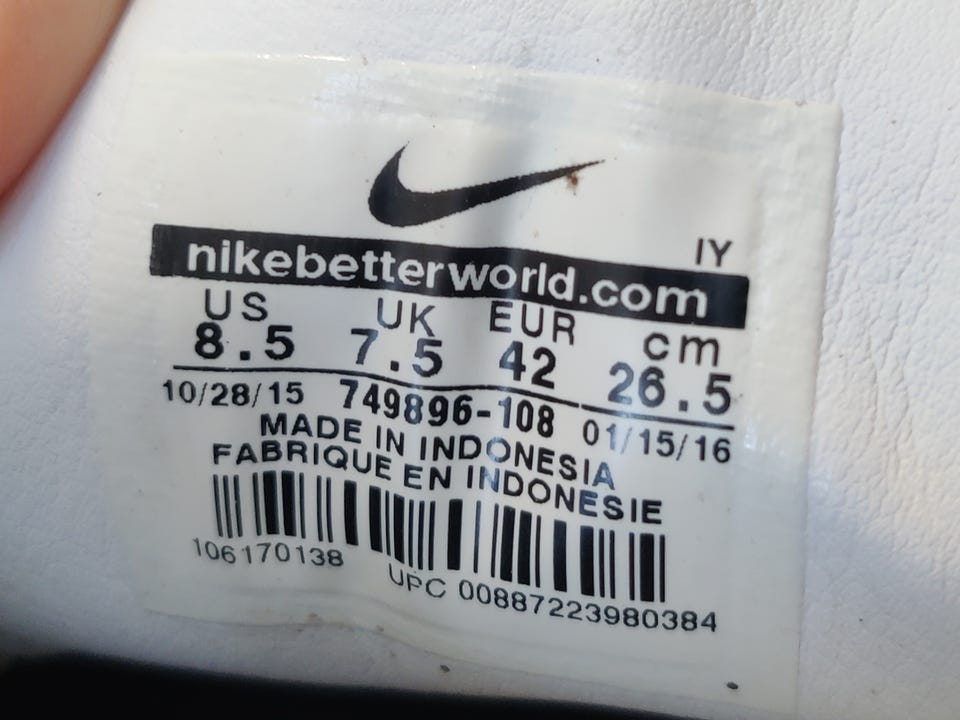 IY
nikebetterworld.com
US UK EUR cm
8.5 7.5 42 26.5
10/28/15 749896-108 01/15/16
MADE IN INDONESIA
FABRIQUE EN INDONESIE
106170138
UPC 00887223980384